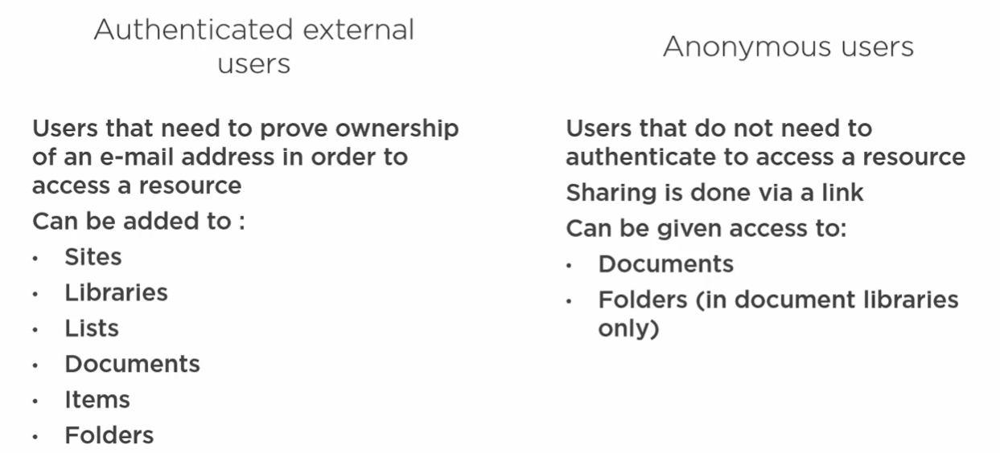 Authenticated external
users
Users that need to prove ownership
of an e-mail address in order to
access a resource
Can be added to :
• Sites
• Libraries
• Lists
• Documents
• Items
• Folders
Anonymous users
Users that do not need to
authenticate to access a resource
Sharing is done via a link
Can be given access to:
• Documents
• Folders (in document libraries
only)